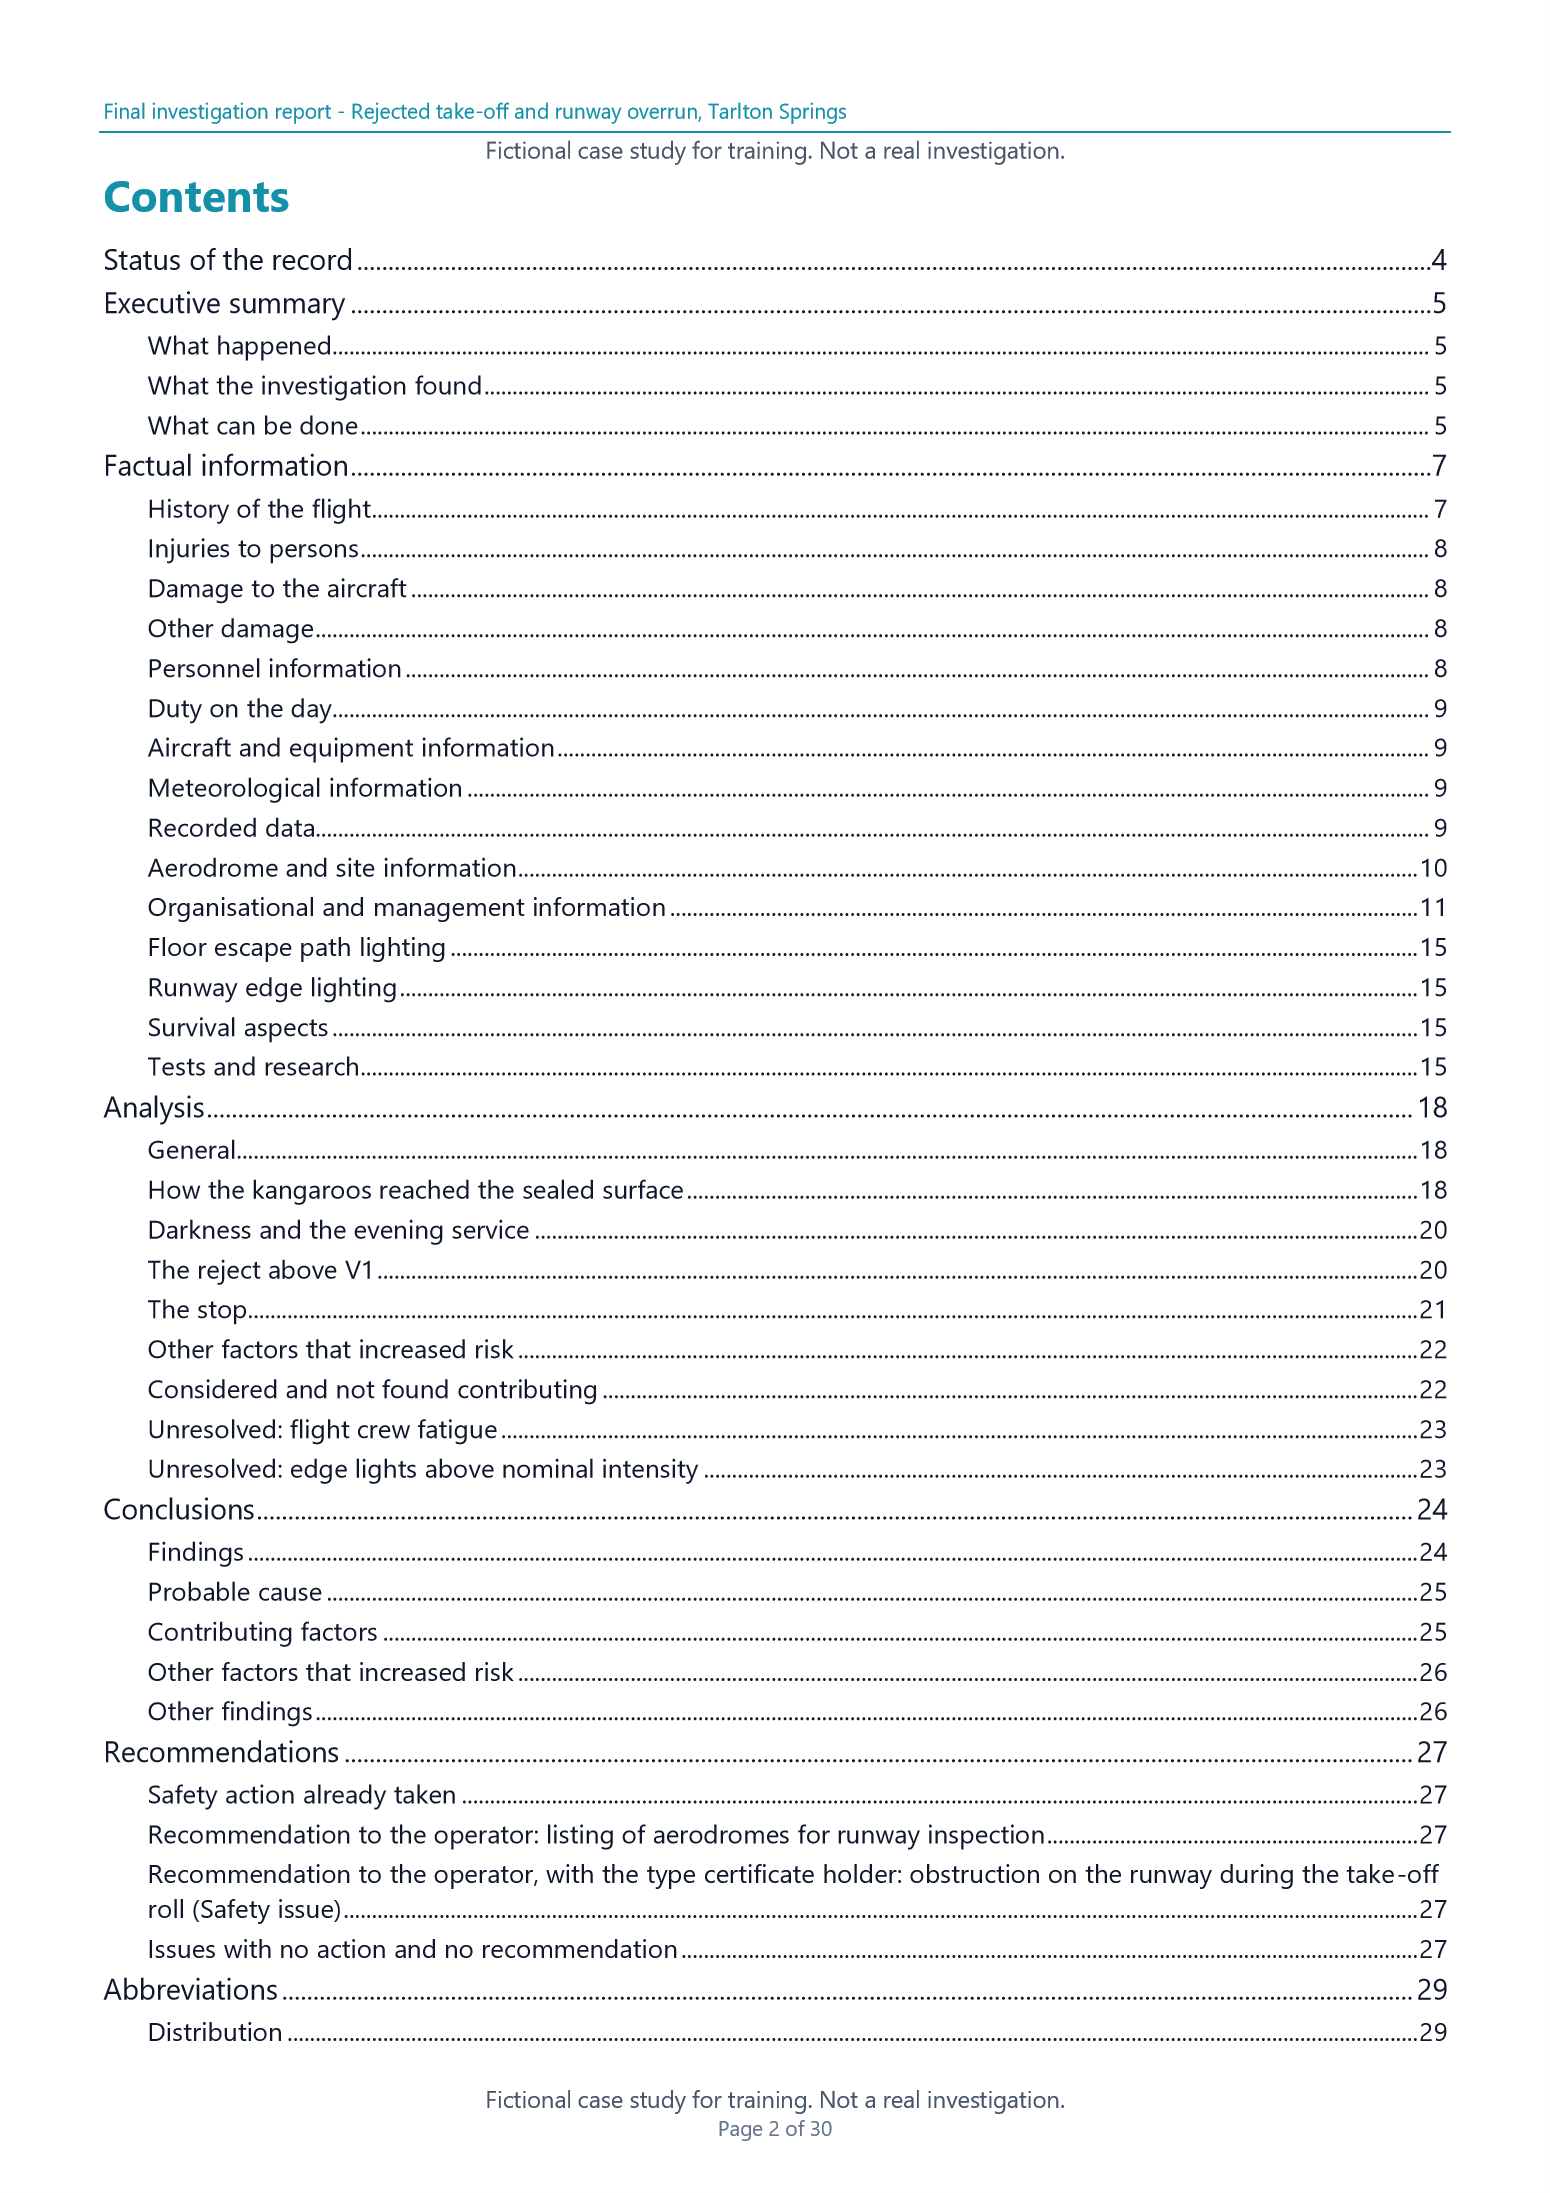 Final investigation report - Rejected take-off and runway overrun, Tarlton Springs
Fictional case study for training. Not a real investigation.
Contents
Status of the record 4
Executive summary 5
What happened 5
What the investigation found 5
What can be done 5
Factual information 7
History of the flight 7
Injuries to persons 8
Damage to the aircraft 8
Other damage 8
Personnel information 8
Duty on the day 9
Aircraft and equipment information 9
Meteorological information 9
Recorded data 9
Aerodrome and site information 10
Organisational and management information 11
Floor escape path lighting 15
Runway edge lighting 15
Survival aspects 15
Tests and research 15
Analysis 18
General 18
How the kangaroos reached the sealed surface 18
Darkness and the evening service 20
The reject above V1 20
The stop 21
Other factors that increased risk 22
Considered and not found contributing 22
Unresolved: flight crew fatigue 23
Unresolved: edge lights above nominal intensity 23
Conclusions 24
Findings 24
Probable cause 25
Contributing factors 25
Other factors that increased risk 26
Other findings 26
Recommendations 27
Safety action already taken 27
Recommendation to the operator: listing of aerodromes for runway inspection 27
Recommendation to the operator, with the type certificate holder: obstruction on the runway during the take-off
roll (Safety issue) 27
Issues with no action and no recommendation 27
Abbreviations 29
Distribution 29
Fictional case study for training. Not a real investigation.
Page 2 of 30